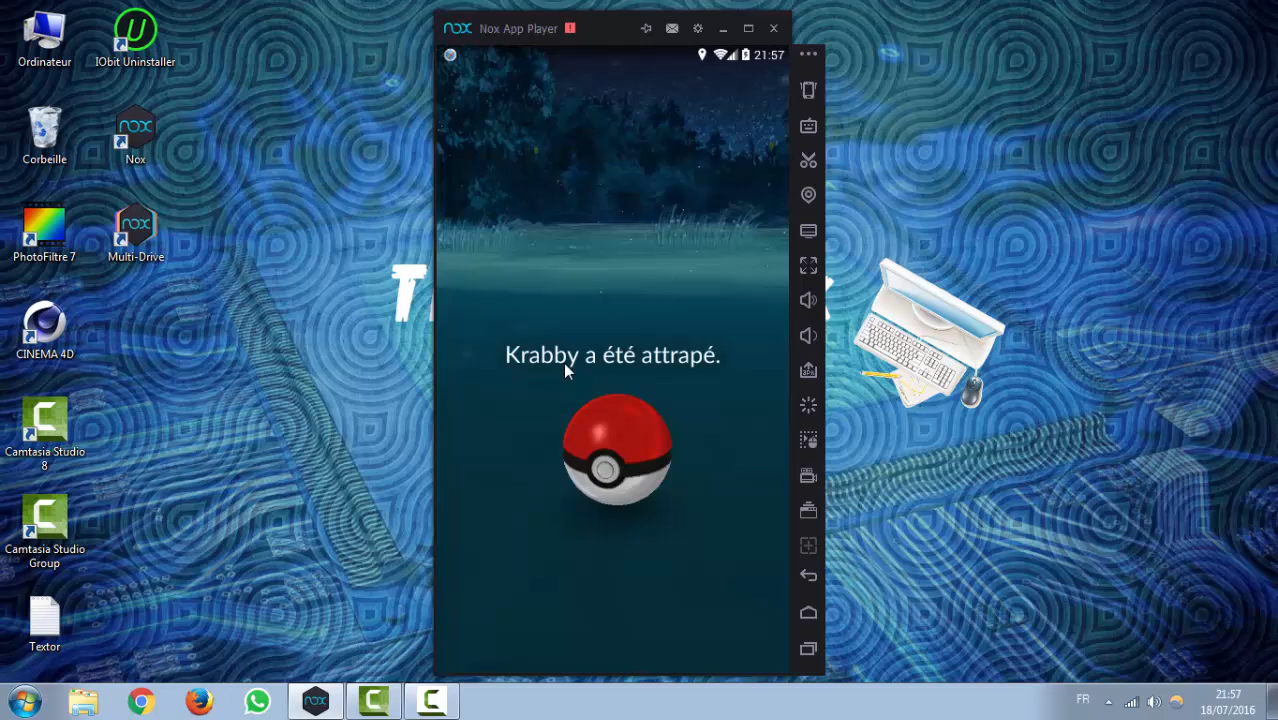 Ordinateur
IObit Uninstaller
Corbeille
Nox
PhotoFiltre 7
Multi-Drive
CINEMA 4D
Camtasia Studio
8
Camtasia Studio
Group
Textor
nox Nox App Player
21:57
Krabby a été attrapé.
T
FR
21:57
18/07/2016